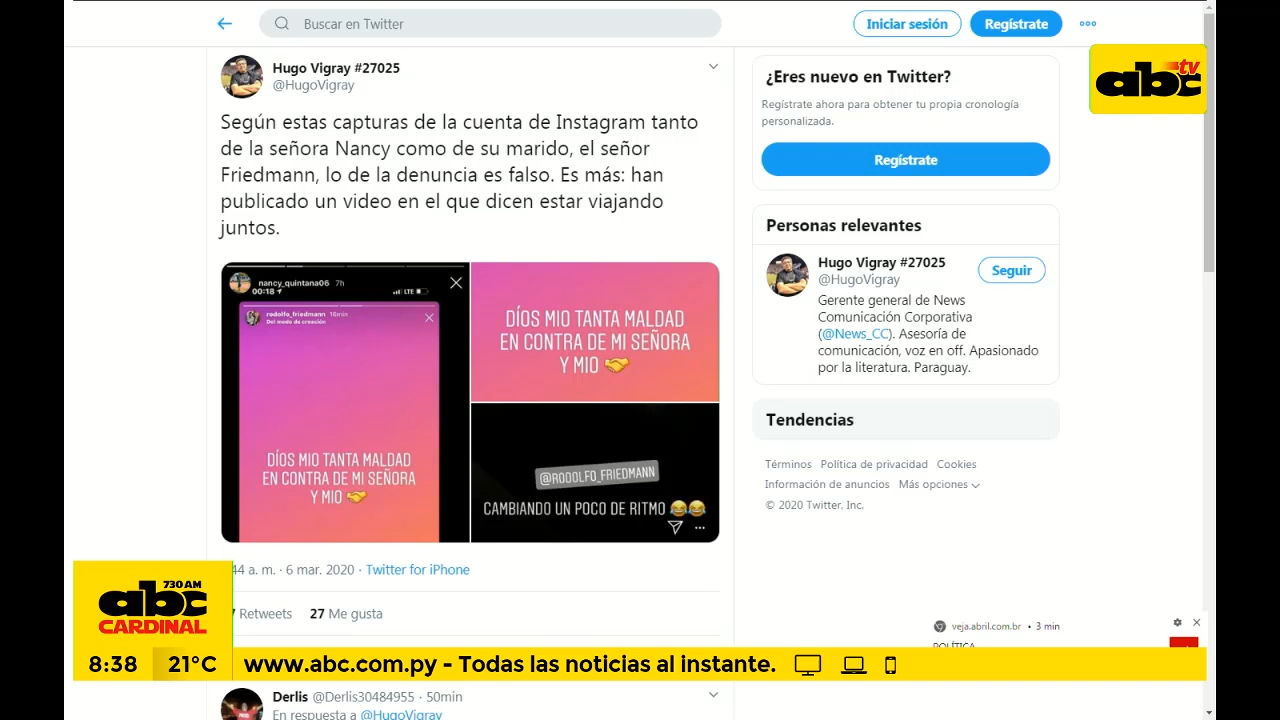 Buscar en Twitter
Iniciar sesión
Regístrate
Hugo Vigray #27025
@HugoVigray
Según estas capturas de la cuenta de Instagram tanto
de la señora Nancy como de su marido, el señor
Friedmann, lo de la denuncia es falso. Es más: han
publicado un video en el que dicen estar viajando
juntos.
nancy_quintana06 7h
00:18
LTE
rodolfo_friedmann 18min
Del modo de creación
DÍOS MIO TANTA MALDAD
EN CONTRA DE MI SEÑORA
Y MIO 🤝
DÍOS MIO TANTA MALDAD
EN CONTRA DE MI SEÑORA
Y MIO 🤝
@RODOLFO_FRIEDMANN
CAMBIANDO UN POCO DE RITMO 😂😂
44 a. m. · 6 mar. 2020 · Twitter for iPhone
Retweets 27 Me gusta
Derlis @Derlis30484955 · 50min
En respuesta a @HugoVigray
¿Eres nuevo en Twitter?
Regístrate ahora para obtener tu propia cronología
personalizada.
Regístrate
Personas relevantes
Hugo Vigray #27025
@HugoVigray
Seguir
Gerente general de News
Comunicación Corporativa
(@News_CC). Asesoría de
comunicación, voz en off. Apasionado
por la literatura. Paraguay.
Tendencias
Términos Política de privacidad Cookies
Información de anuncios Más opciones
© 2020 Twitter, Inc.
veja.abril.com.br • 3 min
POLÍTICA
abc tv
730 AM
abc
CARDINAL
8:38 21°C www.abc.com.py - Todas las noticias al instante.